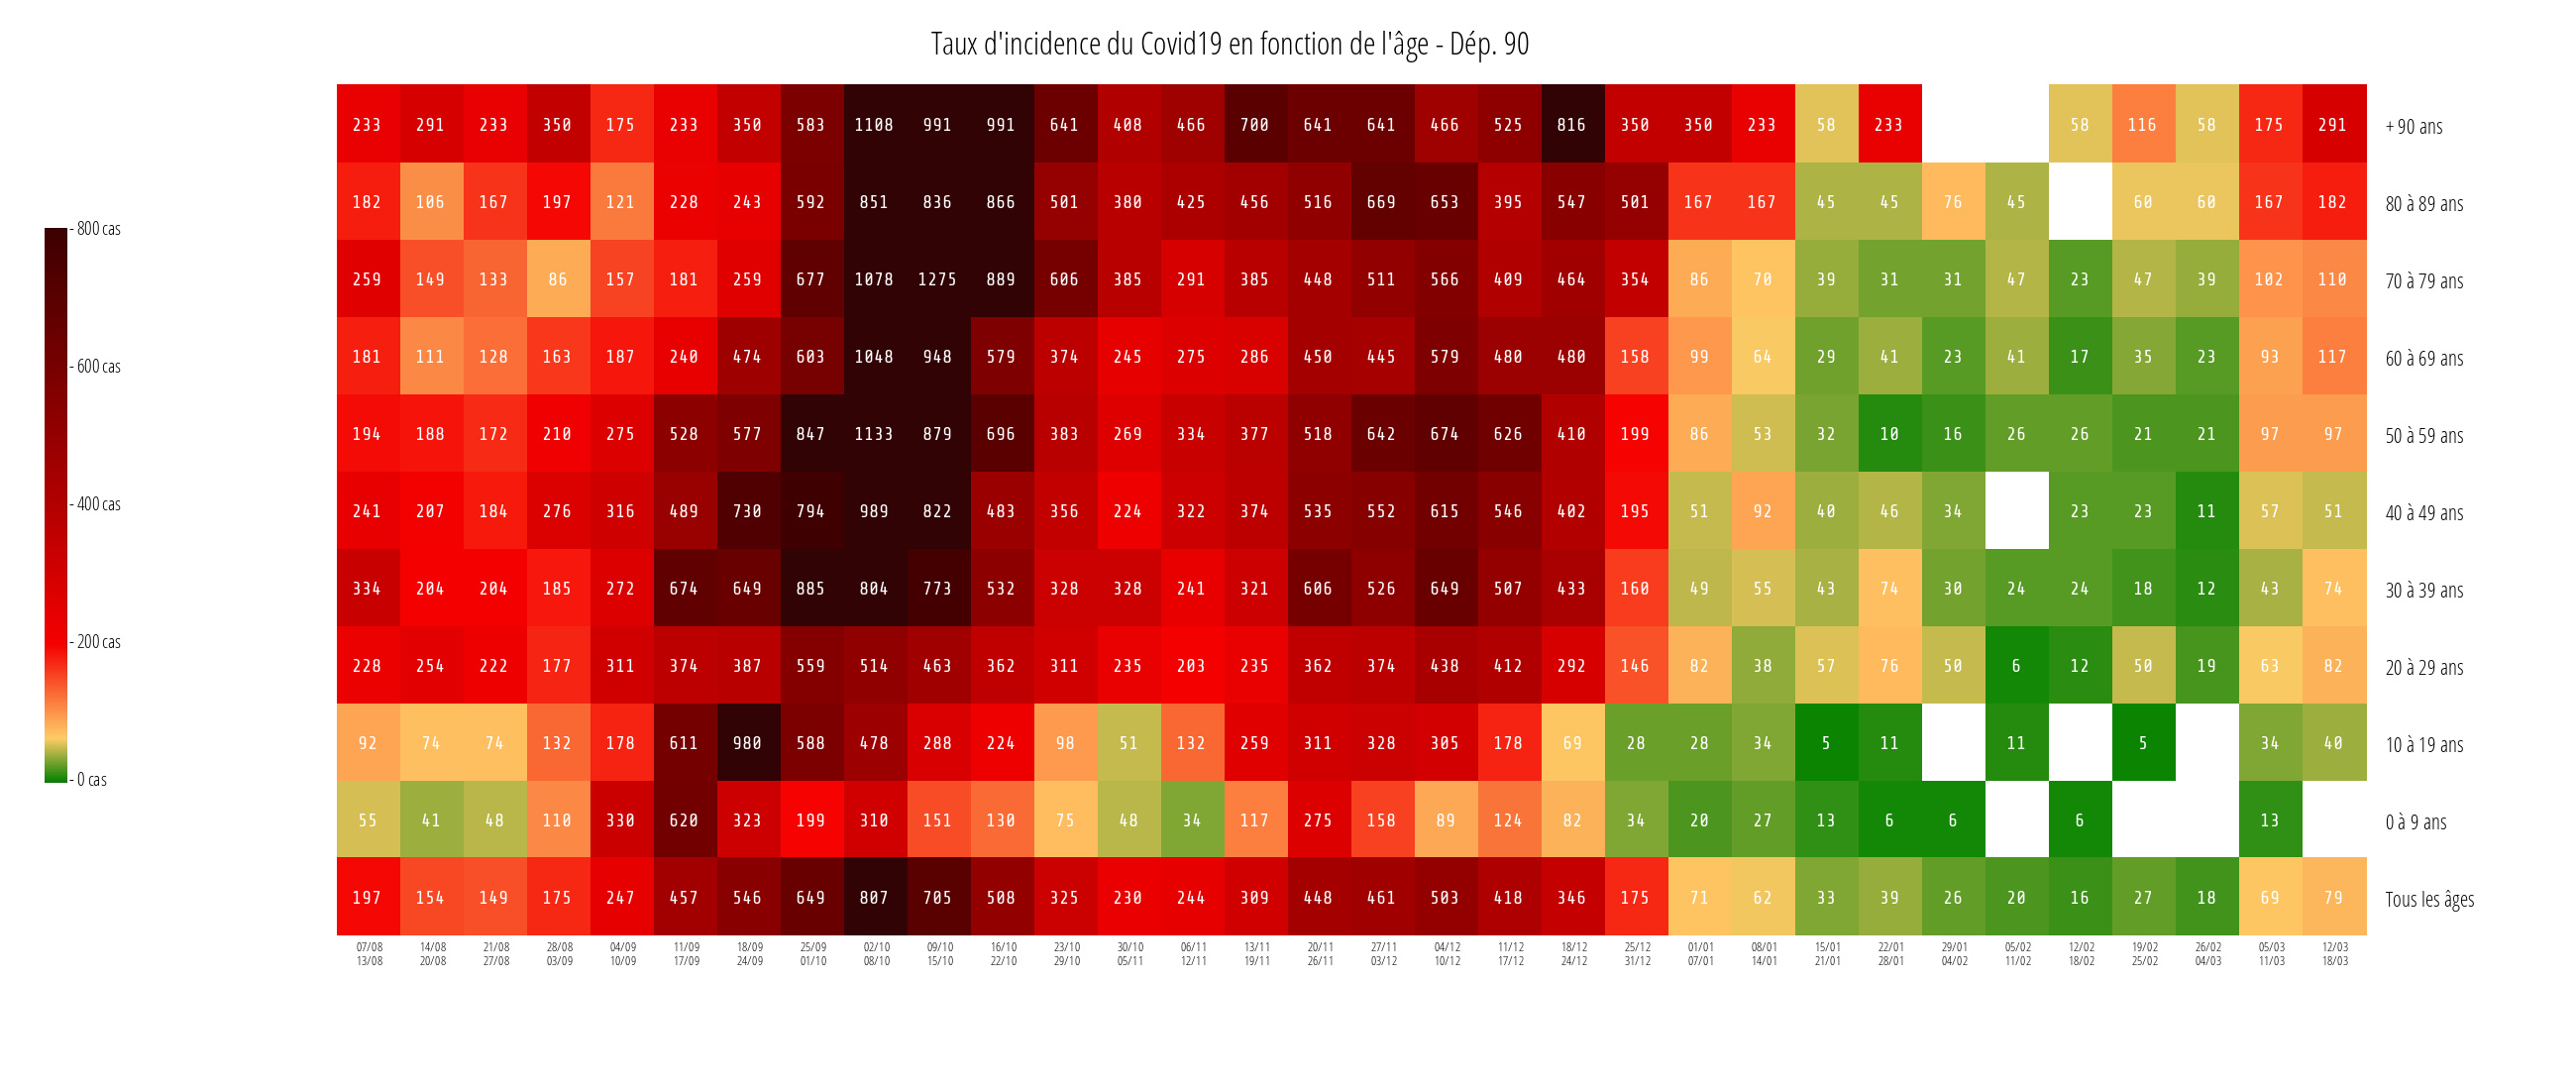 Taux d'incidence du Covid19 en fonction de l'âge - Dép. 90
233 291 233 350 175 233 350 583 1108 991 991 641 408 466 700 641 641 466 525 816 350 350 233 58 233 58 116 58 175 291 + 90 ans
182 106 167 197 121 228 243 592 851 836 866 501 380 425 456 516 669 653 395 547 501 167 167 45 45 76 45 60 60 167 182 80 à 89 ans
259 149 133 86 157 181 259 677 1078 1275 889 606 385 291 385 448 511 566 409 464 354 86 70 39 31 31 47 23 47 39 102 110 70 à 79 ans
181 111 128 163 187 240 474 603 1048 948 579 374 245 275 286 450 445 579 480 480 158 99 64 29 41 23 41 17 35 23 93 117 60 à 69 ans
194 188 172 210 275 528 577 847 1133 879 696 383 269 334 377 518 642 674 626 410 199 86 53 32 10 16 26 26 21 21 97 97 50 à 59 ans
241 207 184 276 316 489 730 794 989 822 483 356 224 322 374 535 552 615 546 402 195 51 92 40 46 34 23 23 11 57 51 40 à 49 ans
334 204 204 185 272 674 649 885 804 773 532 328 328 241 321 606 526 649 507 433 160 49 55 43 74 30 24 24 18 12 43 74 30 à 39 ans
228 254 222 177 311 374 387 559 514 463 362 311 235 203 235 362 374 438 412 292 146 82 38 57 76 50 6 12 50 19 63 82 20 à 29 ans
92 74 74 132 178 611 980 588 478 288 224 98 51 132 259 311 328 305 178 69 28 28 34 5 11 11 5 34 40 10 à 19 ans
55 41 48 110 330 620 323 199 310 151 130 75 48 34 117 275 158 89 124 82 34 20 27 13 6 6 6 13 0 à 9 ans
197 154 149 175 247 457 546 649 807 705 508 325 230 244 309 448 461 503 418 346 175 71 62 33 39 26 20 16 27 18 69 79 Tous les âges
07/08 14/08 21/08 28/08 04/09 11/09 18/09 25/09 02/10 09/10 16/10 23/10 30/10 06/11 13/11 20/11 27/11 04/12 11/12 18/12 25/12 01/01 08/01 15/01 22/01 29/01 05/02 12/02 19/02 26/02 05/03 12/03
13/08 20/08 27/08 03/09 10/09 17/09 24/09 01/10 08/10 15/10 22/10 29/10 05/11 12/11 19/11 26/11 03/12 10/12 17/12 24/12 31/12 07/01 14/01 21/01 28/01 04/02 11/02 18/02 25/02 04/03 11/03 18/03
- 800 cas
- 600 cas
- 400 cas
- 200 cas
- 0 cas